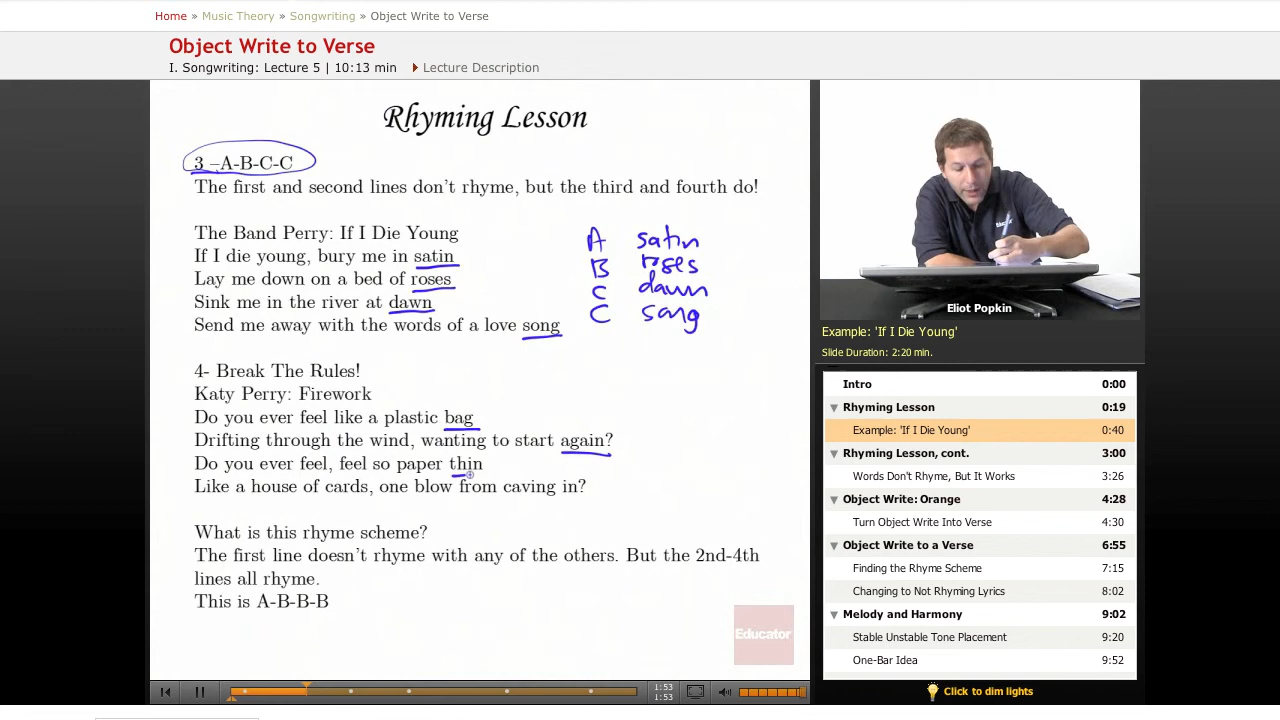 Home » Music Theory » Songwriting » Object Write to Verse
Object Write to Verse
I. Songwriting: Lecture 5 | 10:13 min
Lecture Description
Rhyming Lesson
3 –A-B-C-C
The first and second lines don't rhyme, but the third and fourth do!
The Band Perry: If I Die Young
If I die young, bury me in satin
Lay me down on a bed of roses
Sink me in the river at dawn
Send me away with the words of a love song
A satin
B roses
C dawn
C song
4- Break The Rules!
Katy Perry: Firework
Do you ever feel like a plastic bag
Drifting through the wind, wanting to start again?
Do you ever feel, feel so paper thin
Like a house of cards, one blow from caving in?
What is this rhyme scheme?
The first line doesn't rhyme with any of the others. But the 2nd-4th
lines all rhyme.
This is A-B-B-B
Educator
1:53
1:53
Educator
Eliot Popkin
Example: 'If I Die Young'
Slide Duration: 2:20 min.
Intro 0:00
Rhyming Lesson 0:19
Example: 'If I Die Young' 0:40
Rhyming Lesson, cont. 3:00
Words Don't Rhyme, But It Works 3:26
Object Write: Orange 4:28
Turn Object Write Into Verse 4:30
Object Write to a Verse 6:55
Finding the Rhyme Scheme 7:15
Changing to Not Rhyming Lyrics 8:02
Melody and Harmony 9:02
Stable Unstable Tone Placement 9:20
One-Bar Idea 9:52
Click to dim lights